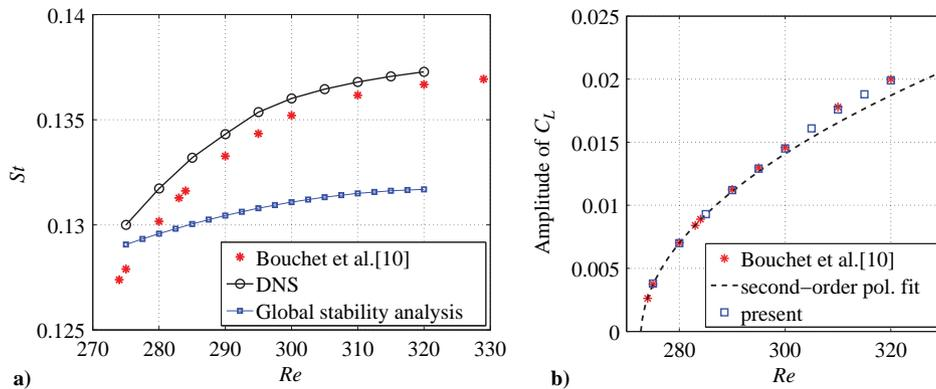 0.14
0.135
0.13
0.125
St
270 280 290 300 310 320 330
Re
Bouchet et al.[10]
DNS
Global stability analysis
a)
0.025
0.02
0.015
0.01
0.005
0
Amplitude of C_L
280 300 320
Re
Bouchet et al.[10]
second−order pol. fit
present
b)